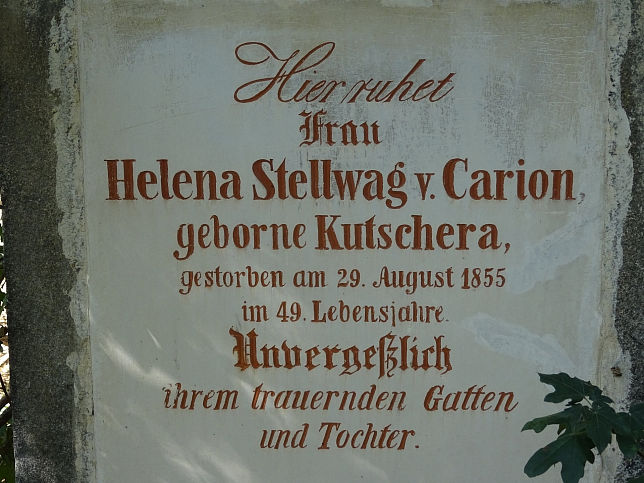 Hier ruhet
Frau
Helena Stellwag v. Carion,
geborne Kutschera,
gestorben am 29. August 1855
im 49. Lebensjahre.
Unvergeßlich
ihrem trauernden Gatten
und Tochter.